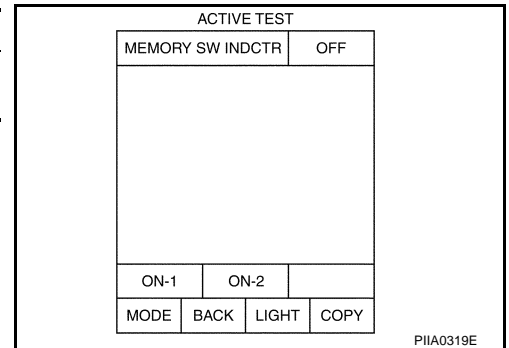 ACTIVE TEST
MEMORY SW INDCTR OFF
ON-1 ON-2
MODE BACK LIGHT COPY
PIIA0319E